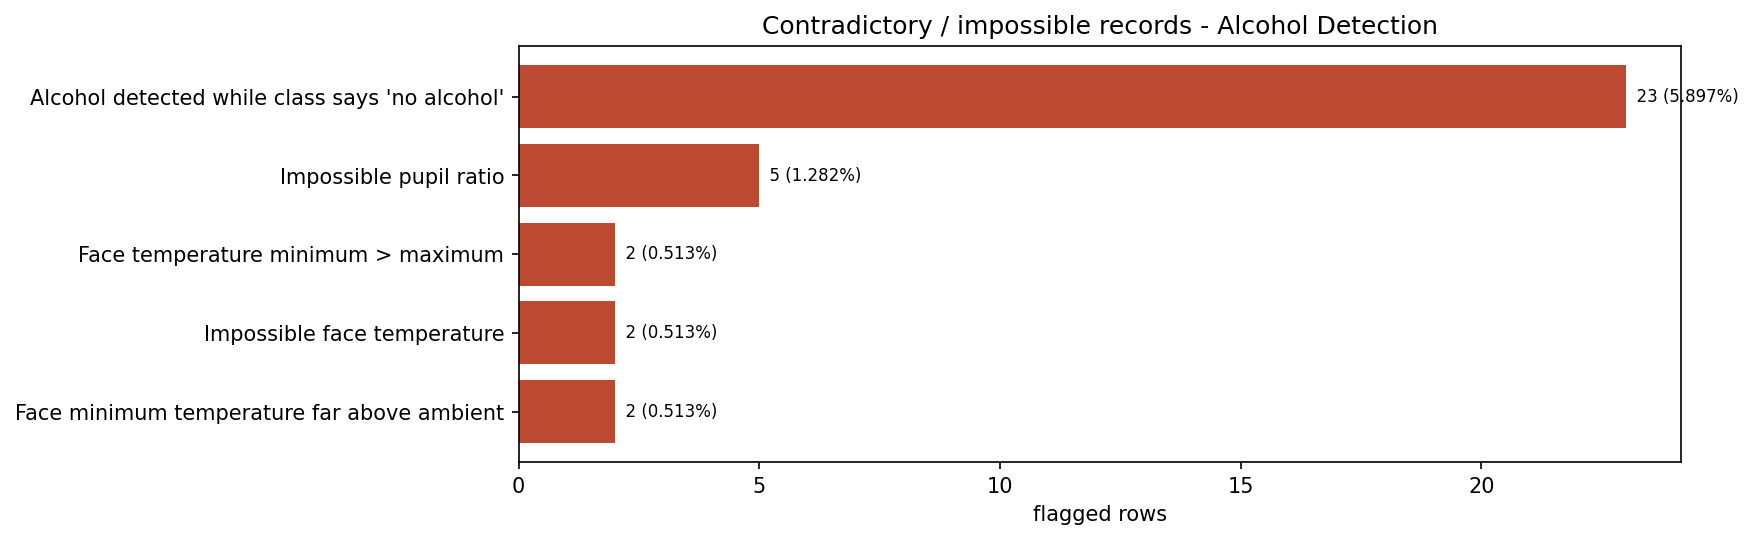 Contradictory / impossible records - Alcohol Detection
Alcohol detected while class says 'no alcohol'
23 (5.897%)
Impossible pupil ratio
5 (1.282%)
Face temperature minimum > maximum
2 (0.513%)
Impossible face temperature
2 (0.513%)
Face minimum temperature far above ambient
2 (0.513%)
0 5 10 15 20
flagged rows